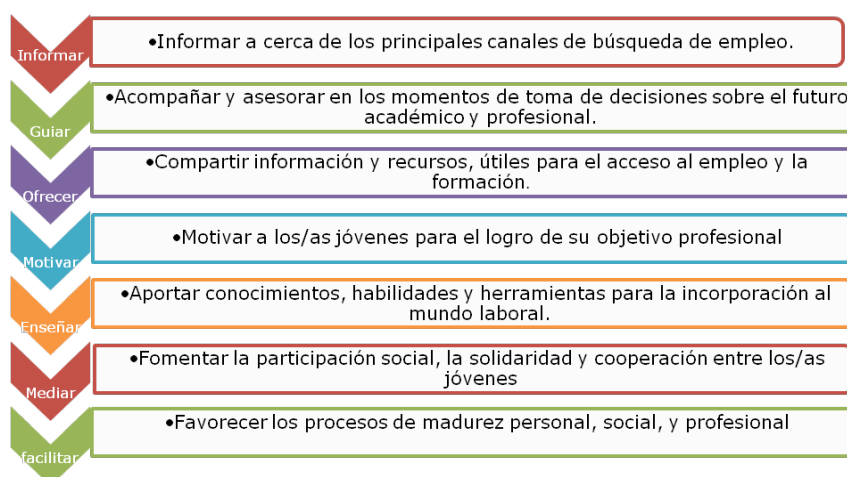 Informar
•Informar a cerca de los principales canales de búsqueda de empleo.
Guiar
•Acompañar y asesorar en los momentos de toma de decisiones sobre el futuro
académico y profesional.
Ofrecer
•Compartir información y recursos, útiles para el acceso al empleo y la
formación.
Motivar
•Motivar a los/as jóvenes para el logro de su objetivo profesional
Enseñar
•Aportar conocimientos, habilidades y herramientas para la incorporación al
mundo laboral.
Mediar
•Fomentar la participación social, la solidaridad y cooperación entre los/as
jóvenes
facilitar
•Favorecer los procesos de madurez personal, social, y profesional